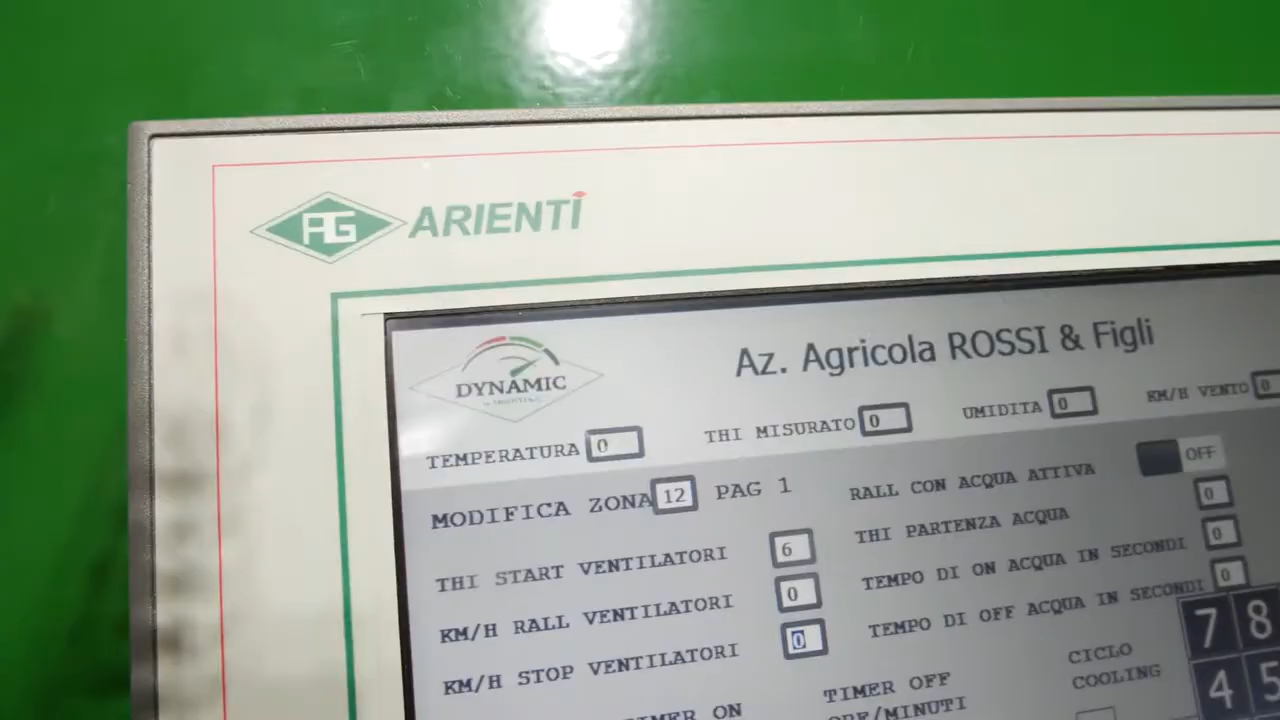 AG ARIENTI
DYNAMIC
Az. Agricola ROSSI & Figli
TEMPERATURA 0 THI MISURATO 0 UMIDITA 0 KM/H VENTO 0
MODIFICA ZONA 12 PAG 1
RALL CON ACQUA ATTIVA OFF
THI START VENTILATORI 6
THI PARTENZA ACQUA 0
KM/H RALL VENTILATORI 0
TEMPO DI ON ACQUA IN SECONDI 0
KM/H STOP VENTILATORI 0
TEMPO DI OFF ACQUA IN SECONDI 0
7 8
4 5
TIMER OFF
CICLO
COOLING